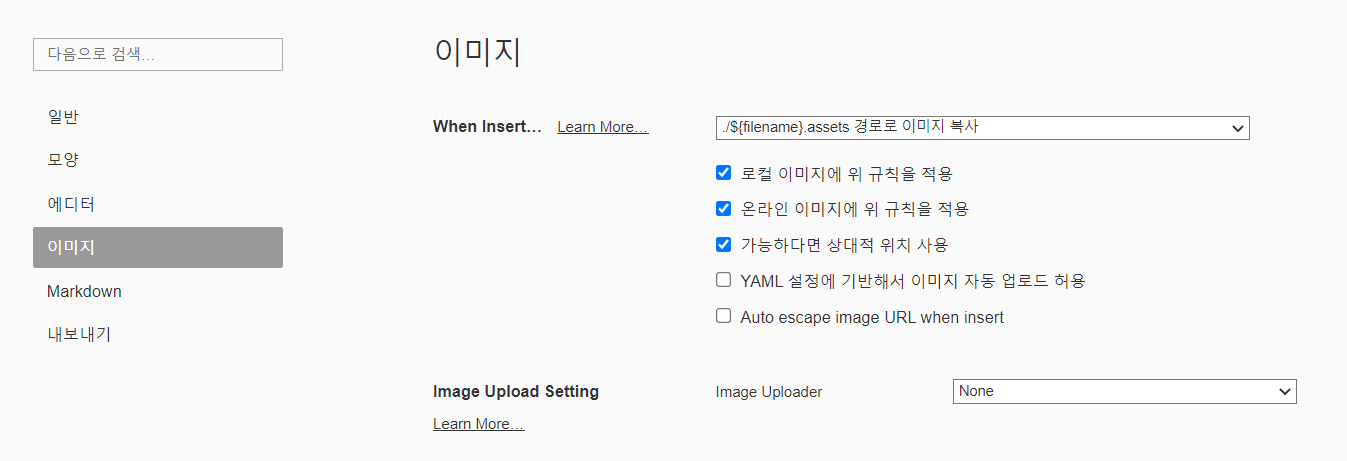 다음으로 검색...
일반
모양
에디터
이미지
Markdown
내보내기
이미지
When Insert... Learn More...
./${filename}.assets 경로로 이미지 복사
로컬 이미지에 위 규칙을 적용
온라인 이미지에 위 규칙을 적용
가능하다면 상대적 위치 사용
YAML 설정에 기반해서 이미지 자동 업로드 허용
Auto escape image URL when insert
Image Upload Setting
Learn More...
Image Uploader
None